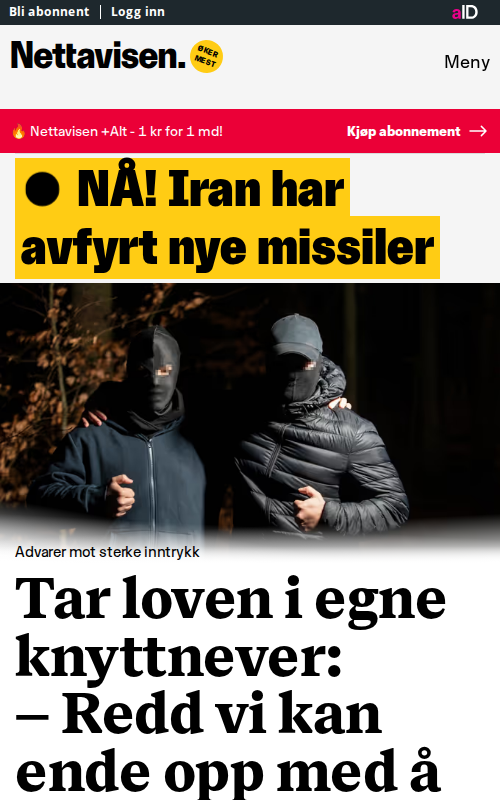 Bli abonnent | Logg inn
aID
Nettavisen.
ØKER
MEST
Meny
🔥 Nettavisen +Alt - 1 kr for 1 md!
Kjøp abonnement →
● NÅ! Iran har
avfyrt nye missiler
Advarer mot sterke inntrykk
Tar loven i egne
knyttnever:
– Redd vi kan
ende opp med å